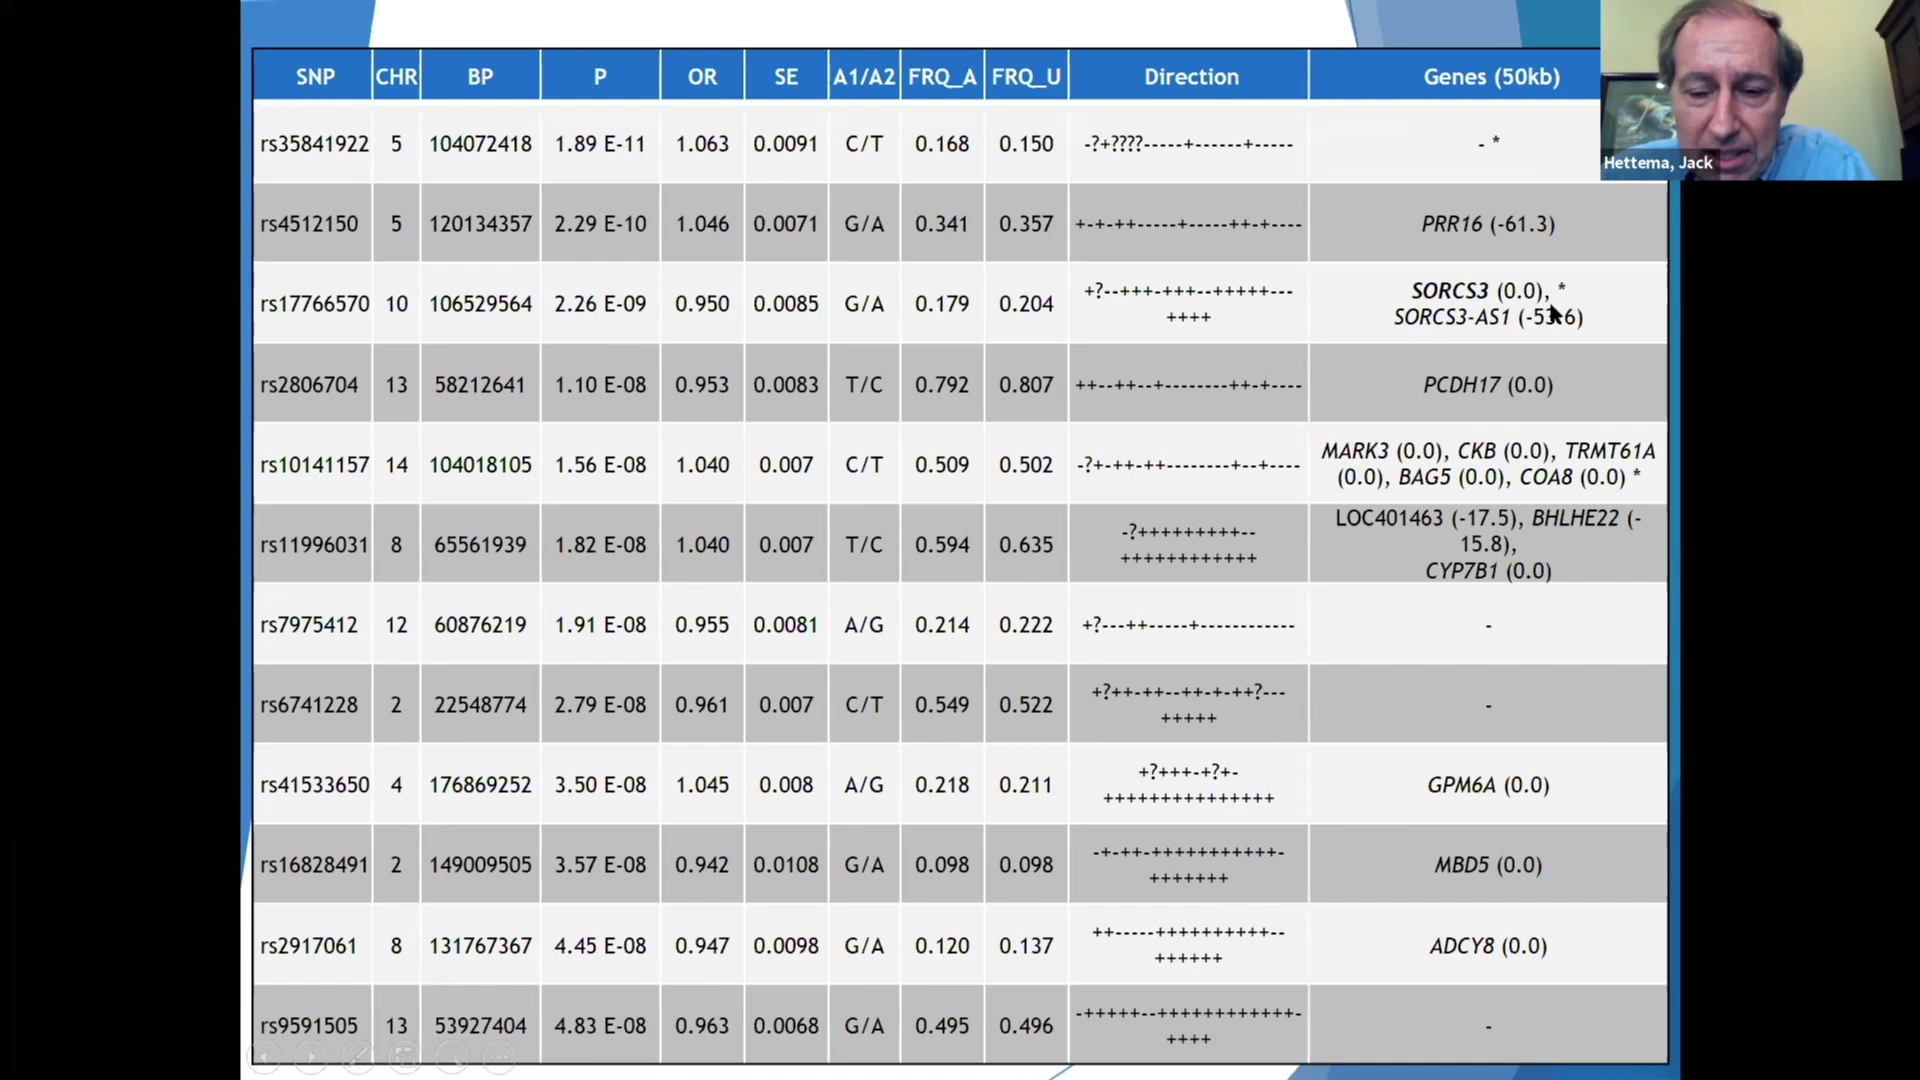 SNP CHR BP P OR SE A1/A2 FRQ_A FRQ_U Direction Genes (50kb)
Hettema, Jack
rs35841922 5 104072418 1.89 E-11 1.063 0.0091 C/T 0.168 0.150 -?+????-----+------+----- - *
rs4512150 5 120134357 2.29 E-10 1.046 0.0071 G/A 0.341 0.357 +-+-++-----+-----++-+---- PRR16 (-61.3)
rs17766570 10 106529564 2.26 E-09 0.950 0.0085 G/A 0.179 0.204 +?--+++-+++--+++++--- SORCS3 (0.0), *
++++ SORCS3-AS1
rs2806704 13 58212641 1.10 E-08 0.953 0.0083 T/C 0.792 0.807 ++--++--+--------++-+---- PCDH17 (0.0)
rs10141157 14 104018105 1.56 E-08 1.040 0.007 C/T 0.509 0.502 -?+-++-++--------+--+---- MARK3 (0.0), CKB (0.0), TRMT61A
(0.0), BAG5 (0.0), COA8 (0.0) *
rs11996031 8 65561939 1.82 E-08 1.040 0.007 T/C 0.594 0.635 -?++++++++++-- LOC401463 (-17.5), BHLHE22 (-
++++++++++++ 15.8),
CYP7B1 (0.0)
rs7975412 12 60876219 1.91 E-08 0.955 0.0081 A/G 0.214 0.222 +?---++-----+------------ -
rs6741228 2 22548774 2.79 E-08 0.961 0.007 C/T 0.549 0.522 +?++-++--++-+-++?--- -
+++++
rs41533650 4 176869252 3.50 E-08 1.045 0.008 A/G 0.218 0.211 +?+++-+?+- GPM6A (0.0)
+++++++++++++++
rs16828491 2 149009505 3.57 E-08 0.942 0.0108 G/A 0.098 0.098 -+-++-+++++++++++- MBD5 (0.0)
+++++++
rs2917061 8 131767367 4.45 E-08 0.947 0.0098 G/A 0.120 0.137 ++-----++++++++++-- ADCY8 (0.0)
++++++
rs9591505 13 53927404 4.83 E-08 0.963 0.0068 G/A 0.495 0.496 -+++++--++++++++++++- -
++++